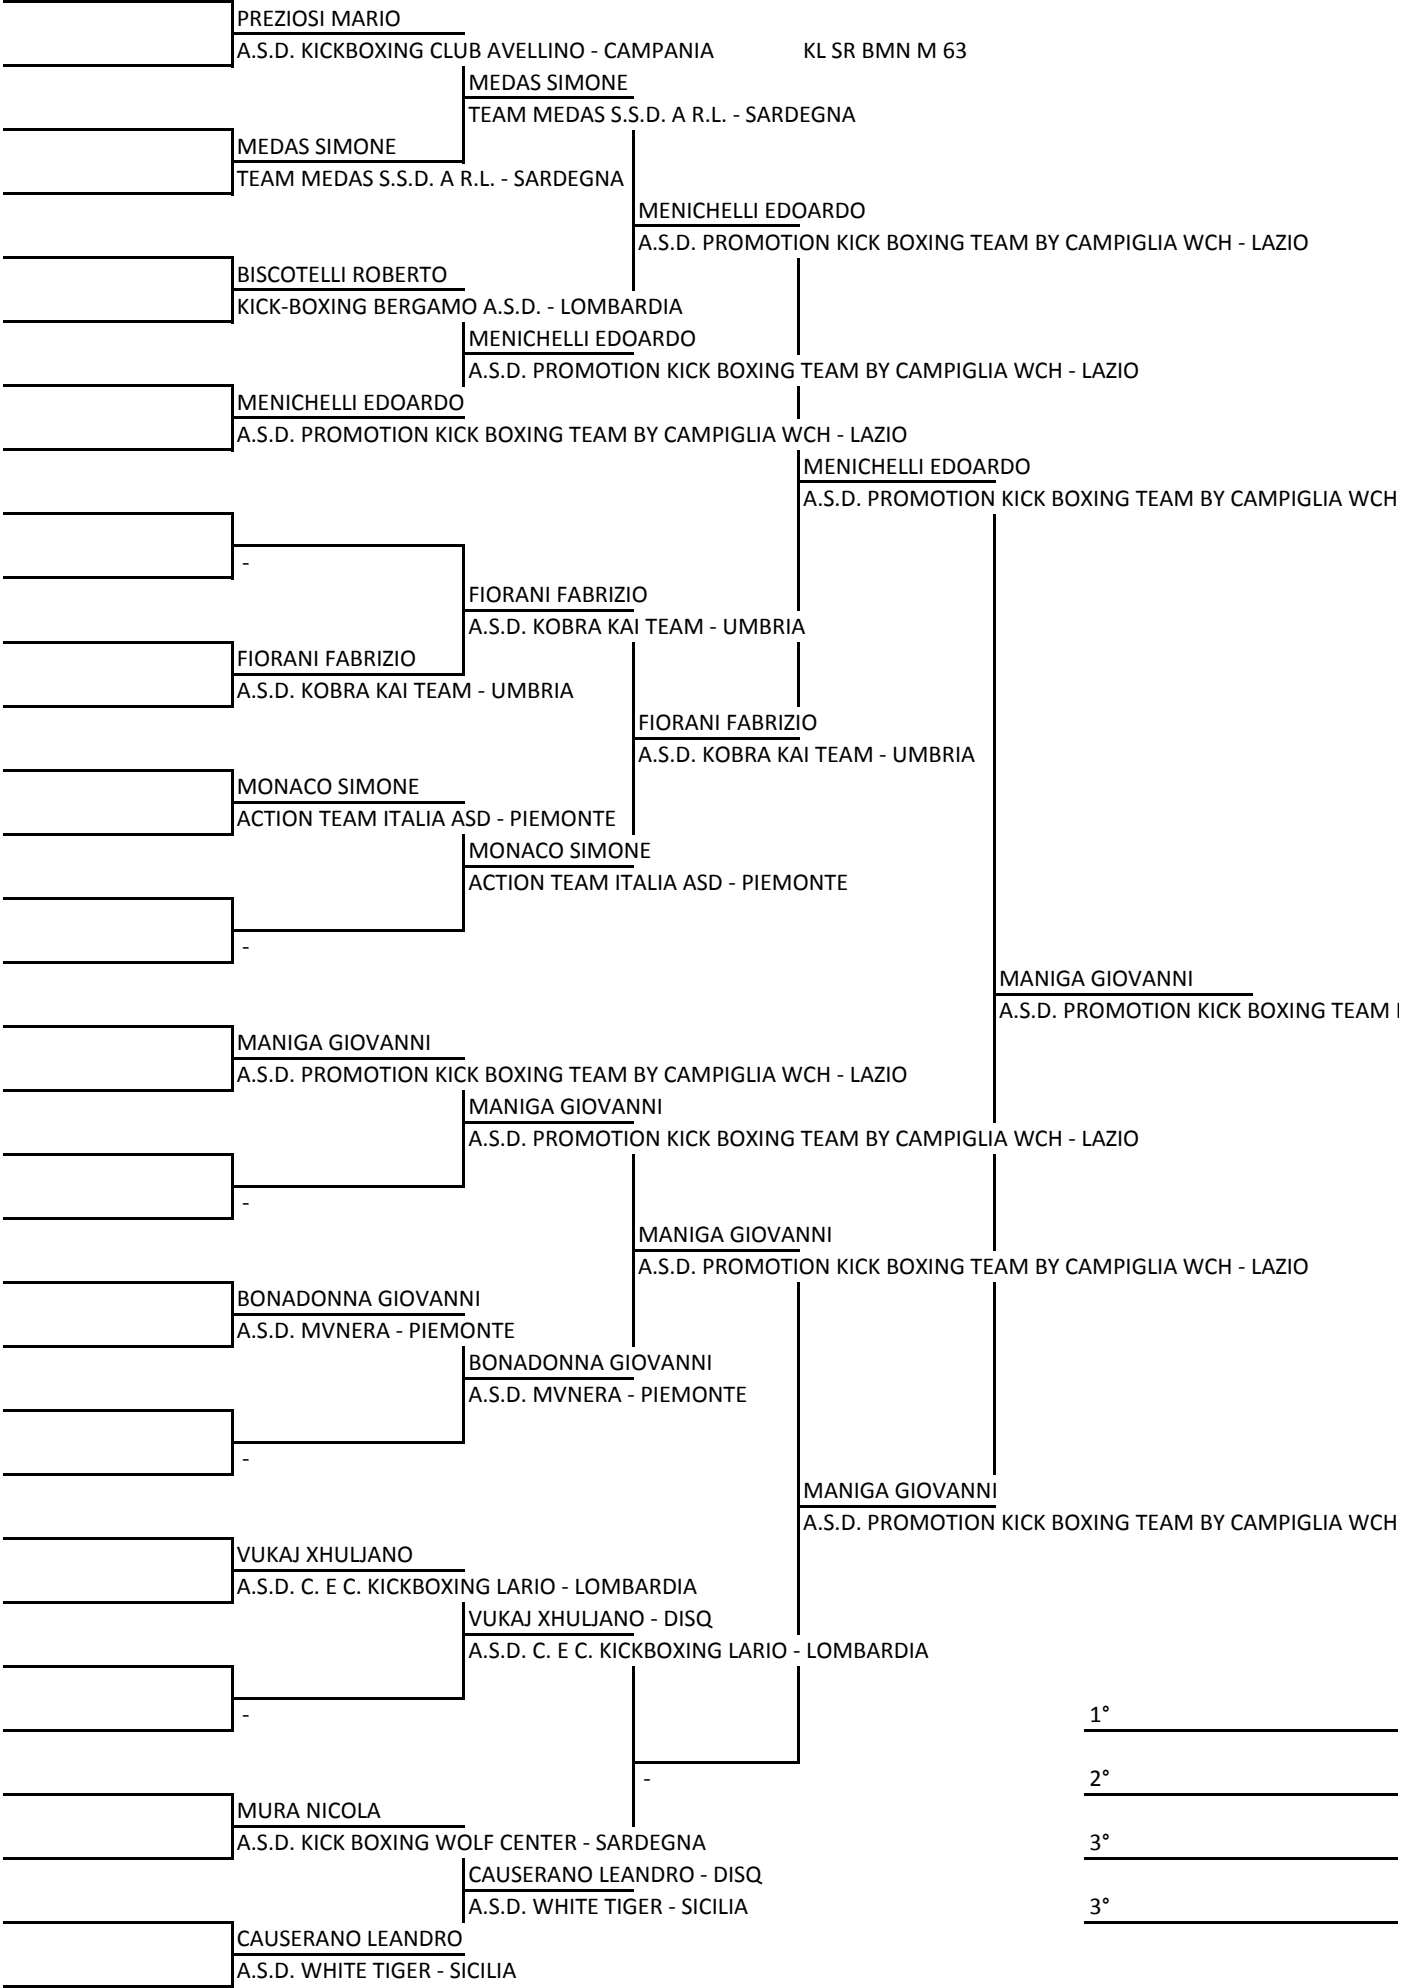 PREZIOSI MARIO
A.S.D. KICKBOXING CLUB AVELLINO - CAMPANIA
KL SR BMN M 63
MEDAS SIMONE
TEAM MEDAS S.S.D. A R.L. - SARDEGNA
MEDAS SIMONE
TEAM MEDAS S.S.D. A R.L. - SARDEGNA
MENICHELLI EDOARDO
A.S.D. PROMOTION KICK BOXING TEAM BY CAMPIGLIA WCH - LAZIO
BISCOTELLI ROBERTO
KICK-BOXING BERGAMO A.S.D. - LOMBARDIA
MENICHELLI EDOARDO
A.S.D. PROMOTION KICK BOXING TEAM BY CAMPIGLIA WCH - LAZIO
MENICHELLI EDOARDO
A.S.D. PROMOTION KICK BOXING TEAM BY CAMPIGLIA WCH - LAZIO
MENICHELLI EDOARDO
A.S.D. PROMOTION KICK BOXING TEAM BY CAMPIGLIA WCH
-
FIORANI FABRIZIO
A.S.D. KOBRA KAI TEAM - UMBRIA
FIORANI FABRIZIO
A.S.D. KOBRA KAI TEAM - UMBRIA
FIORANI FABRIZIO
A.S.D. KOBRA KAI TEAM - UMBRIA
MONACO SIMONE
ACTION TEAM ITALIA ASD - PIEMONTE
MONACO SIMONE
ACTION TEAM ITALIA ASD - PIEMONTE
-
MANIGA GIOVANNI
A.S.D. PROMOTION KICK BOXING TEAM
MANIGA GIOVANNI
A.S.D. PROMOTION KICK BOXING TEAM BY CAMPIGLIA WCH - LAZIO
MANIGA GIOVANNI
A.S.D. PROMOTION KICK BOXING TEAM BY CAMPIGLIA WCH - LAZIO
-
MANIGA GIOVANNI
A.S.D. PROMOTION KICK BOXING TEAM BY CAMPIGLIA WCH - LAZIO
BONADONNA GIOVANNI
A.S.D. MVNERA - PIEMONTE
BONADONNA GIOVANNI
A.S.D. MVNERA - PIEMONTE
-
MANIGA GIOVANNI
A.S.D. PROMOTION KICK BOXING TEAM BY CAMPIGLIA WCH
VUKAJ XHULJANO
A.S.D. C. E C. KICKBOXING LARIO - LOMBARDIA
VUKAJ XHULJANO - DISQ
A.S.D. C. E C. KICKBOXING LARIO - LOMBARDIA
-
1°
-
2°
MURA NICOLA
A.S.D. KICK BOXING WOLF CENTER - SARDEGNA
3°
CAUSERANO LEANDRO - DISQ
A.S.D. WHITE TIGER - SICILIA
3°
CAUSERANO LEANDRO
A.S.D. WHITE TIGER - SICILIA